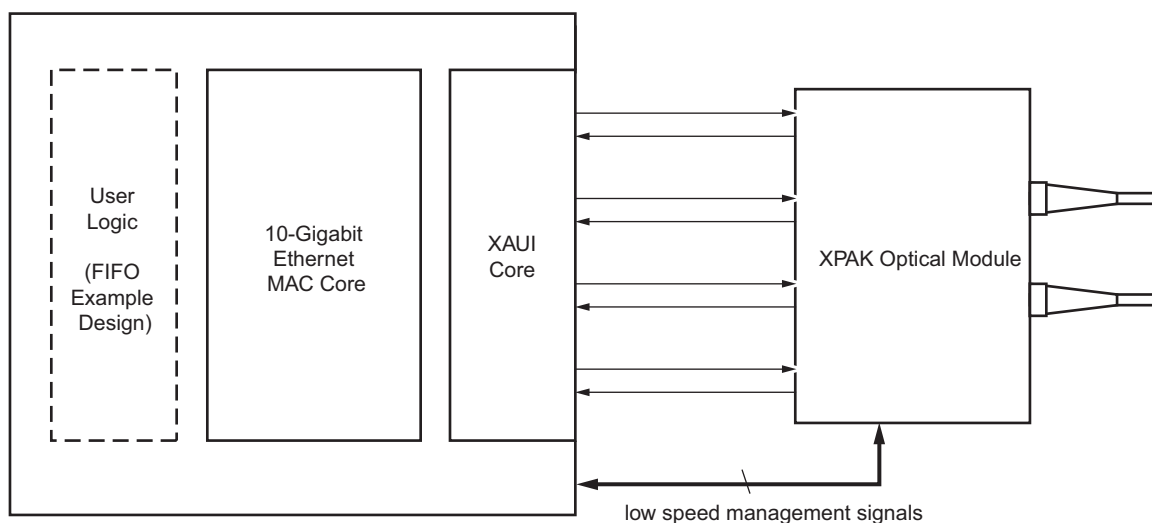 User
Logic
(FIFO
Example
Design)
10-Gigabit
Ethernet
MAC Core
XAUI
Core
XPAK Optical Module
low speed management signals